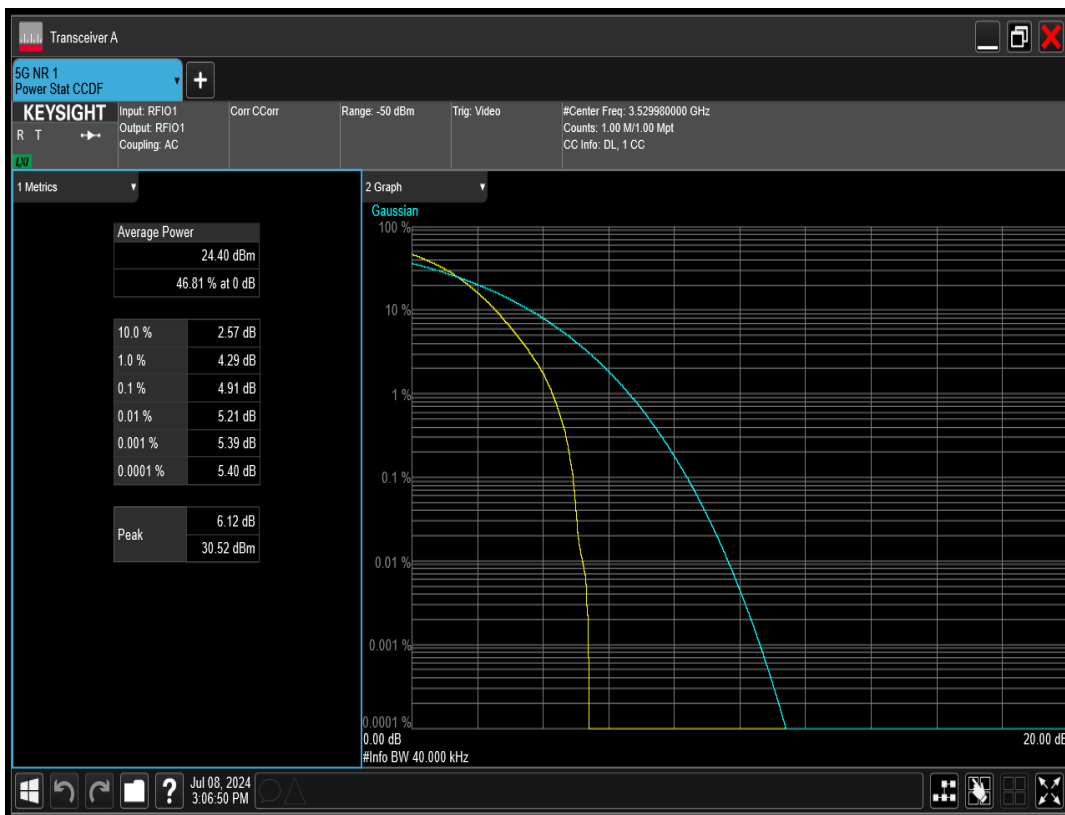 Transceiver A
5G NR 1
Power Stat CCDF
+
KEYSIGHT
R T
LXI
Input: RFIO1
Output: RFIO1
Coupling: AC
Corr CCorr
Range: -50 dBm
Trig: Video
#Center Freq: 3.529980000 GHz
Counts: 1.00 M/1.00 Mpt
CC Info: DL, 1 CC
1 Metrics
Average Power
24.40 dBm
46.81 % at 0 dB
10.0 % 2.57 dB
1.0 % 4.29 dB
0.1 % 4.91 dB
0.01 % 5.21 dB
0.001 % 5.39 dB
0.0001 % 5.40 dB
Peak
6.12 dB
30.52 dBm
2 Graph
Gaussian
100 %
10 %
1 %
0.1 %
0.01 %
0.001 %
0.0001 %
0.00 dB 20.00 dB
#Info BW 40.000 kHz
?
Jul 08, 2024
3:06:50 PM